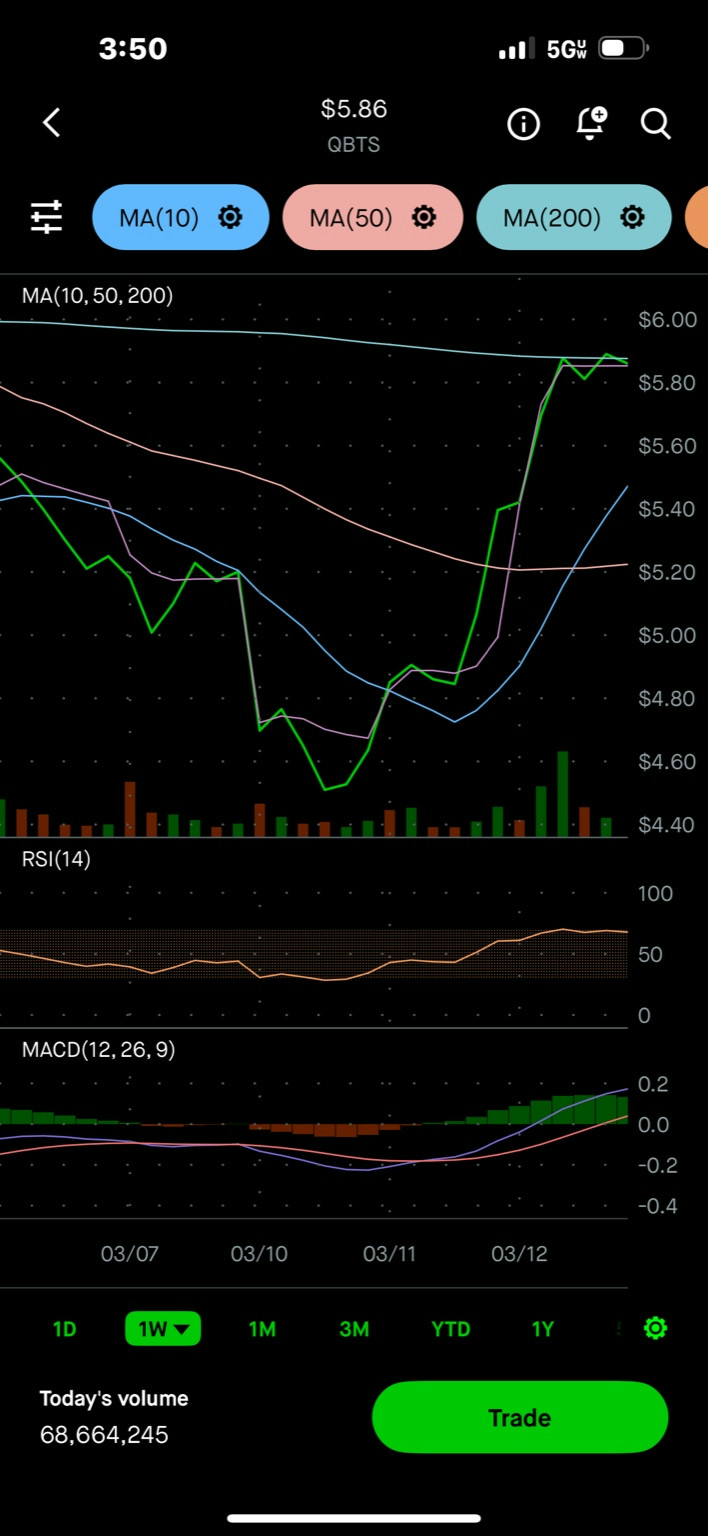 3:50
5GUW
$5.86
QBTS
MA(10)
MA(50)
MA(200)
MA(10, 50, 200)
$6.00
$5.80
$5.60
$5.40
$5.20
$5.00
$4.80
$4.60
$4.40
RSI(14)
100
50
0
MACD(12, 26, 9)
0.2
0.0
-0.2
-0.4
03/07 03/10 03/11 03/12
1D 1W 1M 3M YTD 1Y
Today's volume
68,664,245
Trade